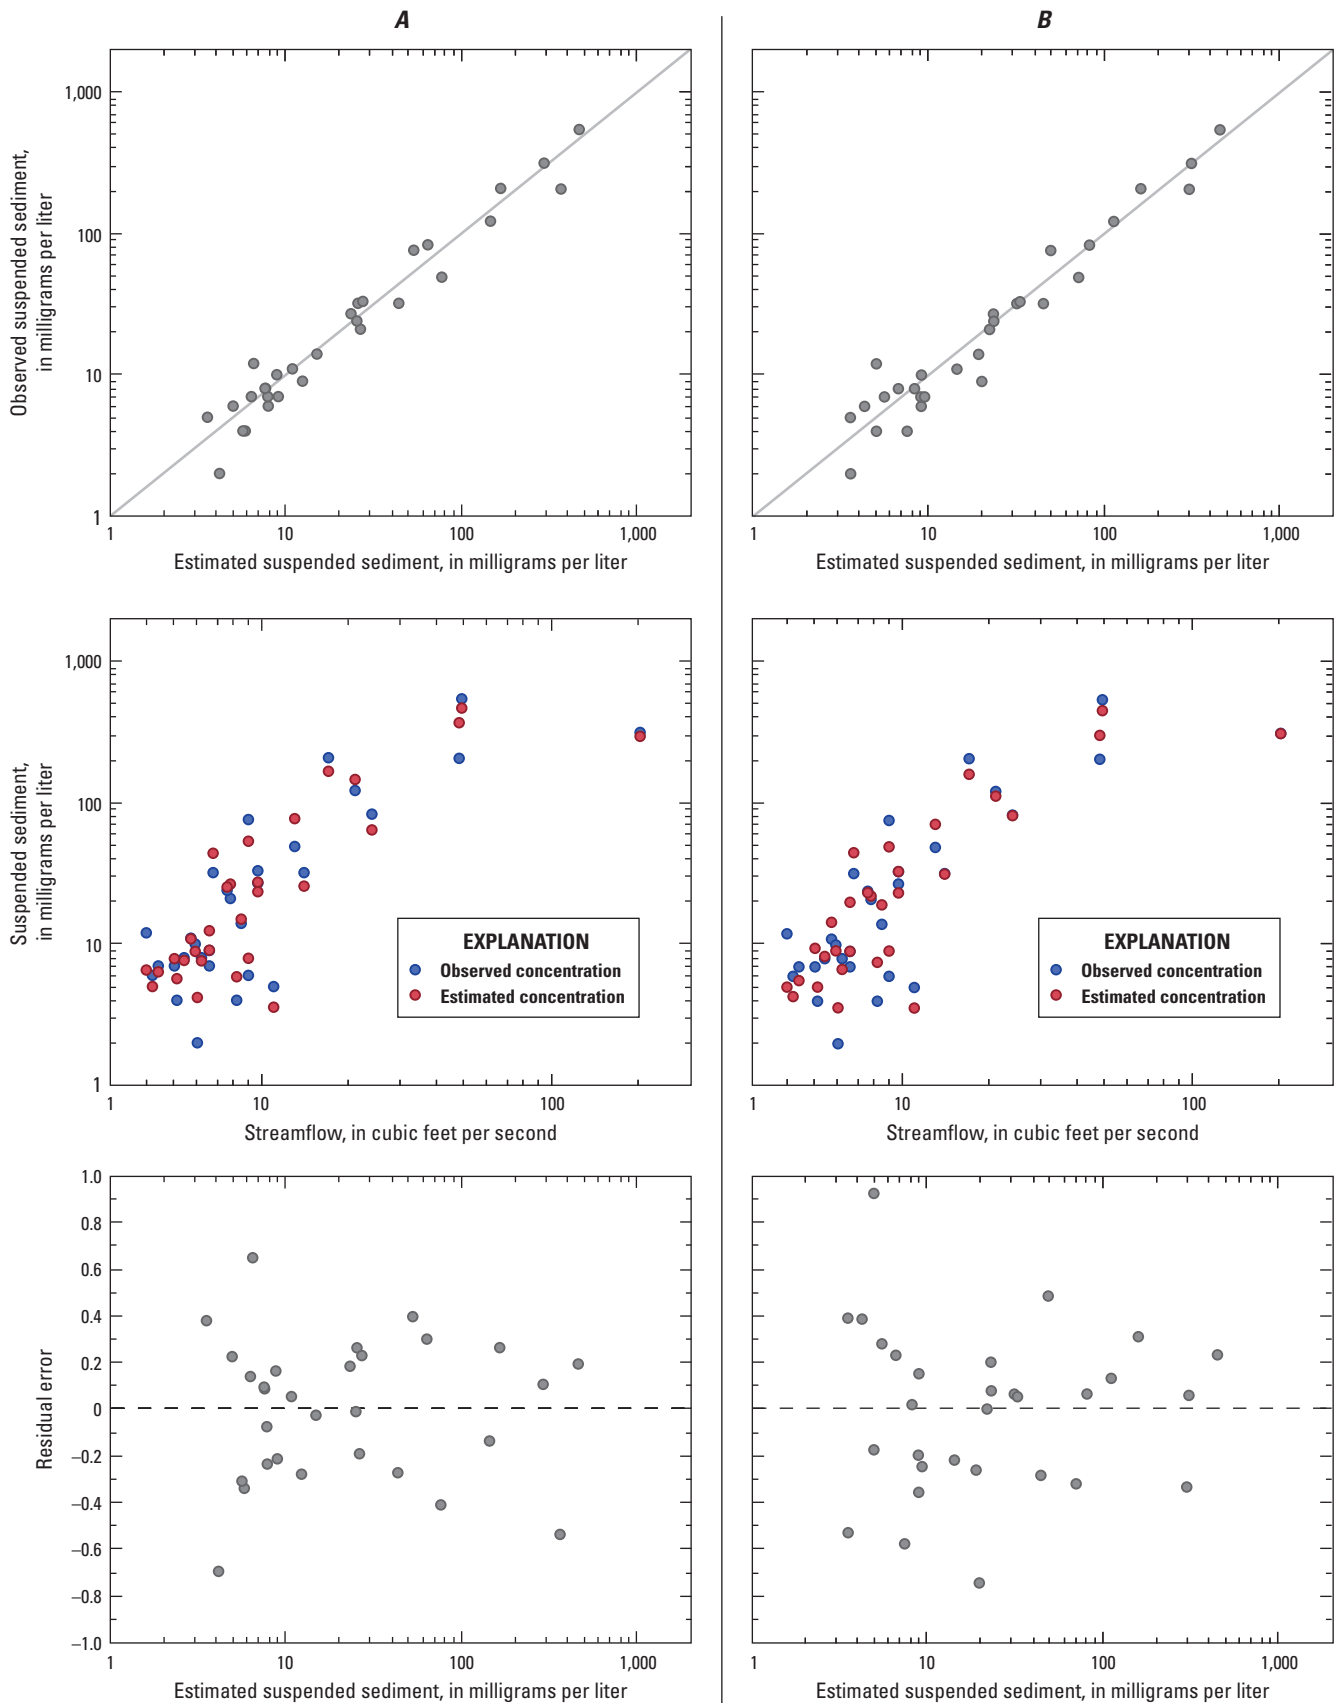 A
B
Observed suspended sediment,
in milligrams per liter
1,000
100
10
1
1
10
100
1,000
Estimated suspended sediment, in milligrams per liter
1
10
100
1,000
Estimated suspended sediment, in milligrams per liter
Suspended sediment,
in milligrams per liter
1,000
100
10
1
EXPLANATION
Observed concentration
Estimated concentration
1
10
100
Streamflow, in cubic feet per second
EXPLANATION
Observed concentration
Estimated concentration
1
10
100
Streamflow, in cubic feet per second
Residual error
1.0
0.8
0.6
0.4
0.2
0
−0.2
−0.4
−0.6
−0.8
−1.0
1
10
100
1,000
Estimated suspended sediment, in milligrams per liter
1
10
100
1,000
Estimated suspended sediment, in milligrams per liter